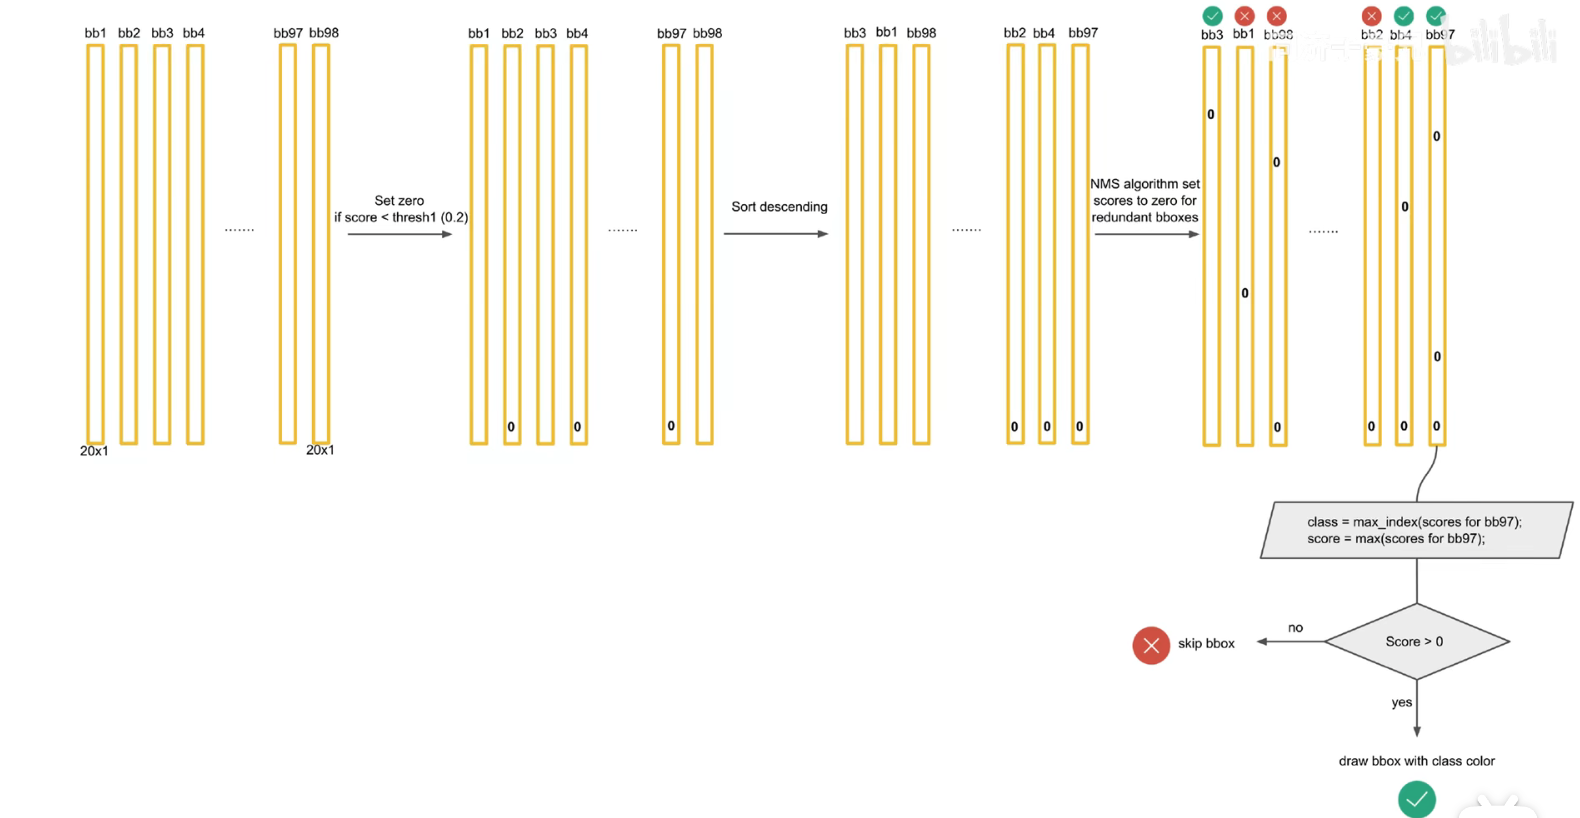 bb1 bb2 bb3 bb4 bb97 bb98
bb1 bb2 bb3 bb4 bb97 bb98
bb3 bb1 bb98 bb2 bb4 bb97
bb3 bb1 bb98 bb2 bb4 bb97
bilibili
.......
Set zero
if score < thresh1 (0.2)
.......
Sort descending
.......
NMS algorithm set
scores to zero for
redundant bboxes
.......
0
0
0
0
0
0
0 0
0
0 0 0
0
0 0 0
20x1
20x1
class = max_index(scores for bb97);
score = max(scores for bb97);
Score > 0
no
skip bbox
yes
draw bbox with class color